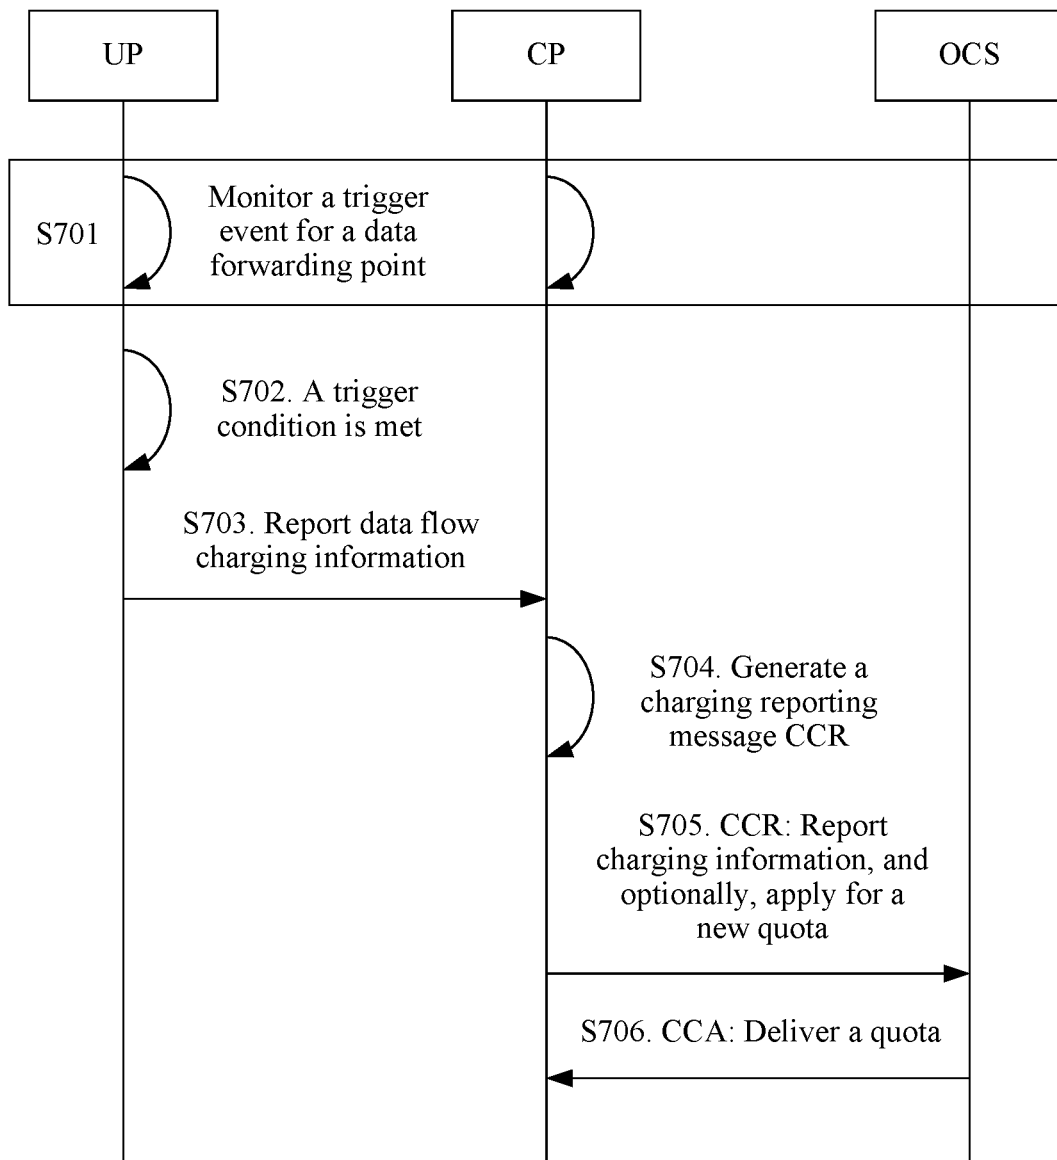 UP
CP
OCS
S701
Monitor a trigger
event for a data
forwarding point
S702. A trigger
condition is met
S703. Report data flow
charging information
S704. Generate a
charging reporting
message CCR
S705. CCR: Report
charging information, and
optionally, apply for a
new quota
S706. CCA: Deliver a quota